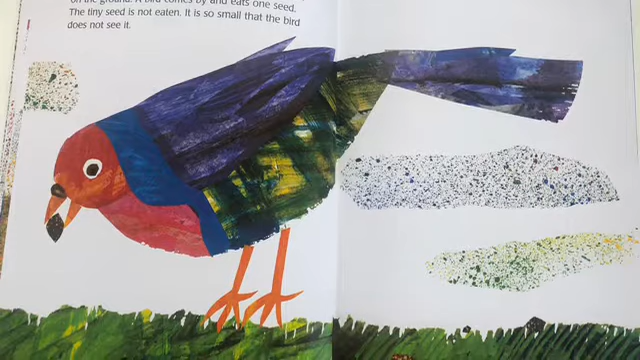 on the ground. A bird comes by and eats one seed.
The tiny seed is not eaten. It is so small that the bird
does not see it.